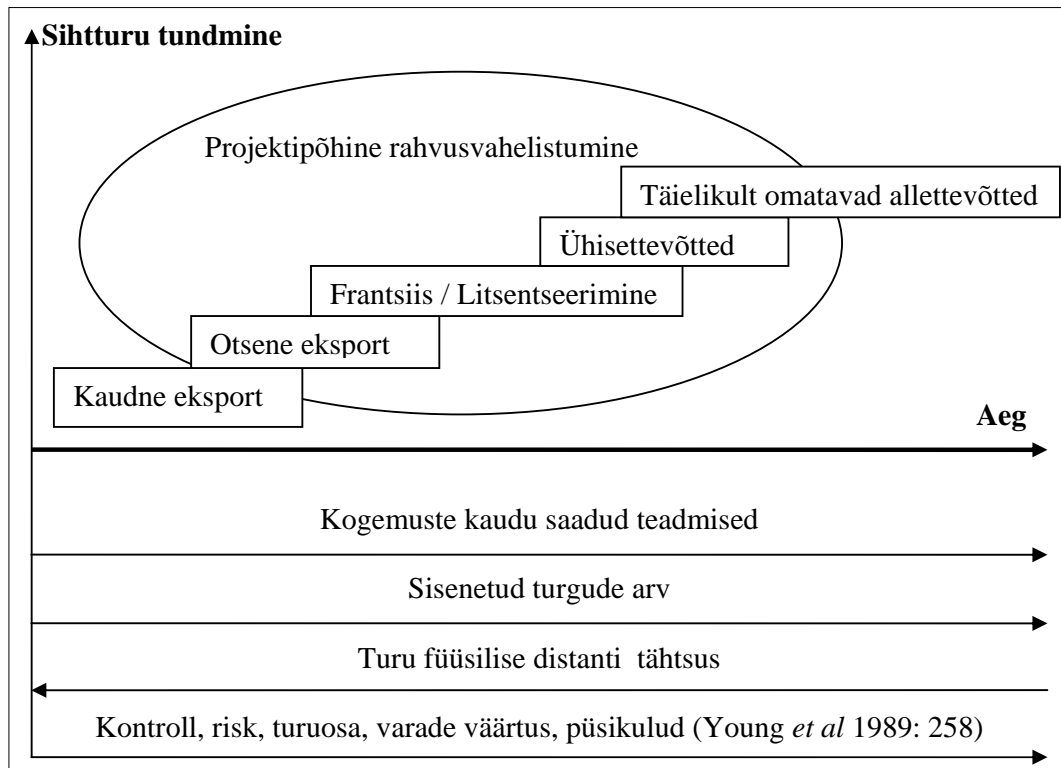 Sihtturu tundmine
Projektipõhine rahvusvahelistumine
Täielikult omatavad allettevõtted
Ühisettevõtted
Frantsiis / Litsentseerimine
Otsene eksport
Kaudne eksport
Aeg
Kogemuste kaudu saadud teadmised
Sisenetud turgude arv
Turu füüsilise distanti tähtsus
Kontroll, risk, turuosa, varade väärtus, püsikulud (Young et al 1989: 258)